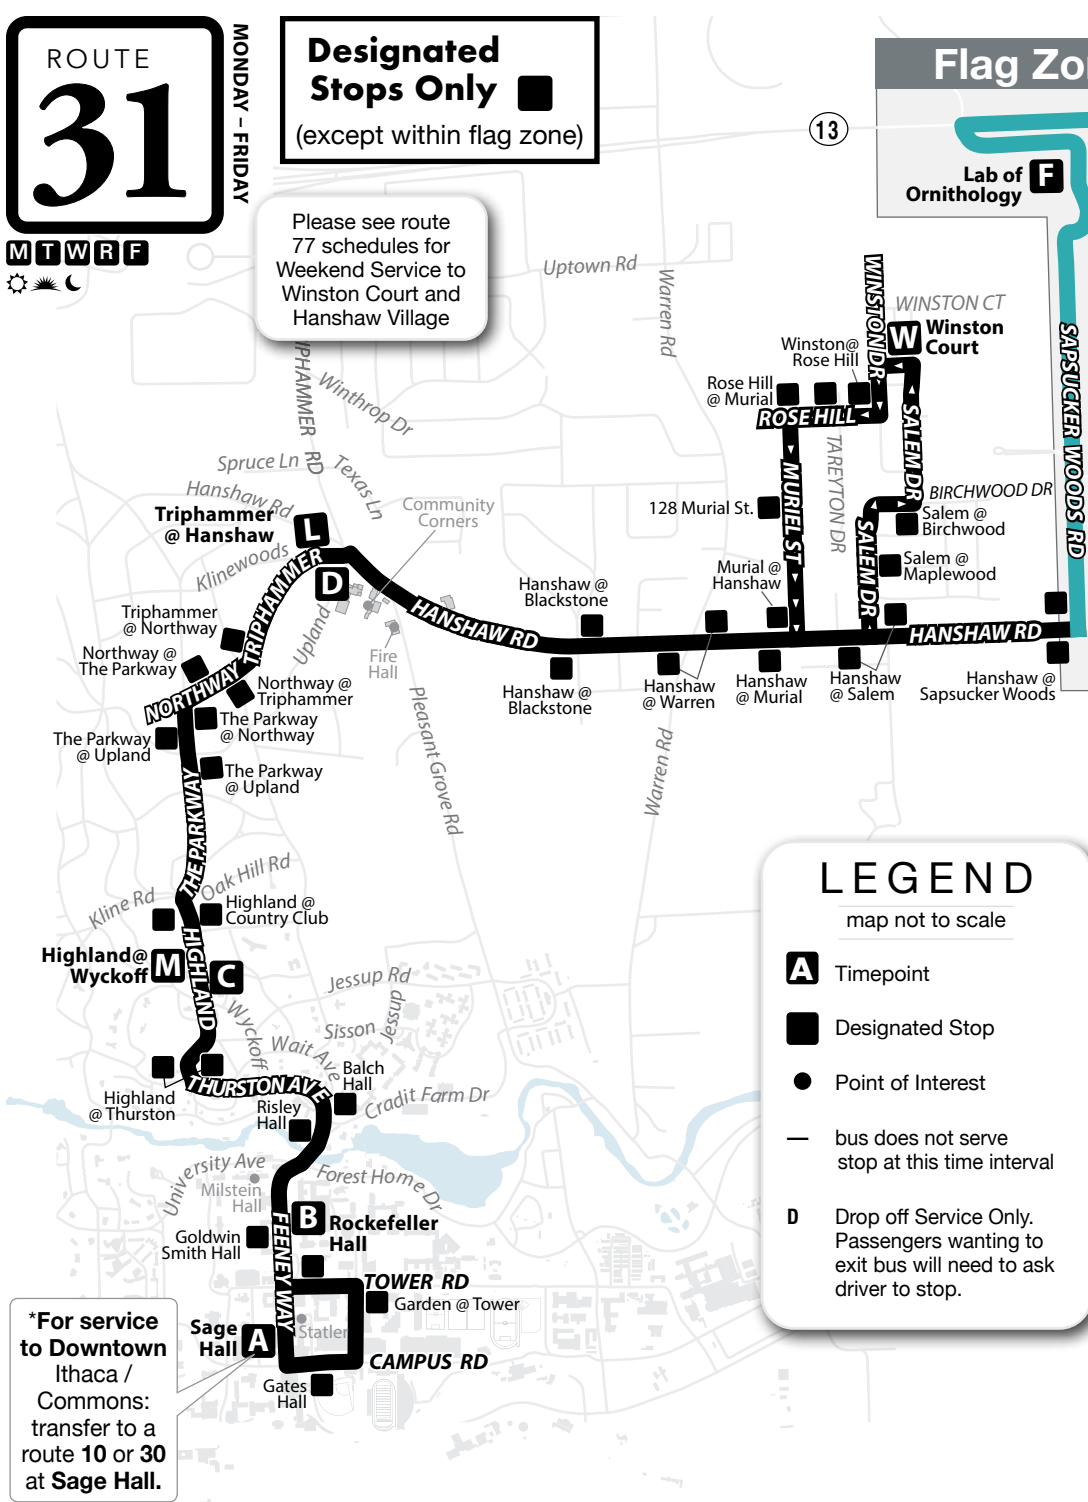 ROUTE
31
MONDAY – FRIDAY
M T W R F
Designated
Stops Only
(except within flag zone)
Please see route
77 schedules for
Weekend Service to
Winston Court and
Hanshaw Village
13
Lab of
Ornithology
F
SAPSUCKER WOODS RD
Uptown Rd
Warren Rd
WINSTON DR
WINSTON CT
W
Winston
Court
Winston@
Rose Hill
Rose Hill
@ Murial
ROSE HILL
SALEM DR
TAREYTON DR
MURIEL ST
BIRCHWOOD DR
Salem @
Birchwood
128 Murial St.
SALEM DR
Salem @
Maplewood
Murial @
Hanshaw
IPHAMMER RD
Winthrop Dr
Spruce Ln
Texas Ln
Hanshaw Rd
Community
Corners
Triphammer
@ Hanshaw
L
Klinewoods
D
TRIPHAMMER
Upland
HANSHAW RD
Hanshaw @
Blackstone
HANSHAW RD
Fire
Hall
Triphammer
@ Northway
Northway @
The Parkway
NORTHWAY
Northway @
Triphammer
The Parkway
@ Northway
The Parkway
@ Upland
The Parkway
@ Upland
Hanshaw @
Blackstone
Hanshaw
@ Warren
Hanshaw
@ Murial
Hanshaw
@ Salem
Hanshaw @
Sapsucker Woods
Pleasant Grove Rd
Warren Rd
THE PARKWAY
Oak Hill Rd
Kline Rd
Highland @
Country Club
HIGHLAND
Highland@
Wyckoff
M
C
Wyckoff
Jessup Rd
Jessup
Sisson
Wait Ave
Balch
Hall
THURSTON AVE
Highland
@ Thurston
Risley
Hall
Cradit Farm Dr
University Ave
Milstein
Hall
Forest Home Dr
B
Rockefeller
Hall
Goldwin
Smith Hall
FEENEY WAY
TOWER RD
Garden @ Tower
Statler
Sage
Hall
A
CAMPUS RD
Gates
Hall
*For service
to Downtown
Ithaca /
Commons:
transfer to a
route 10 or 30
at Sage Hall.
LEGEND
map not to scale
A Timepoint
Designated Stop
Point of Interest
— bus does not serve
stop at this time interval
D Drop off Service Only.
Passengers wanting to
exit bus will need to ask
driver to stop.
Flag